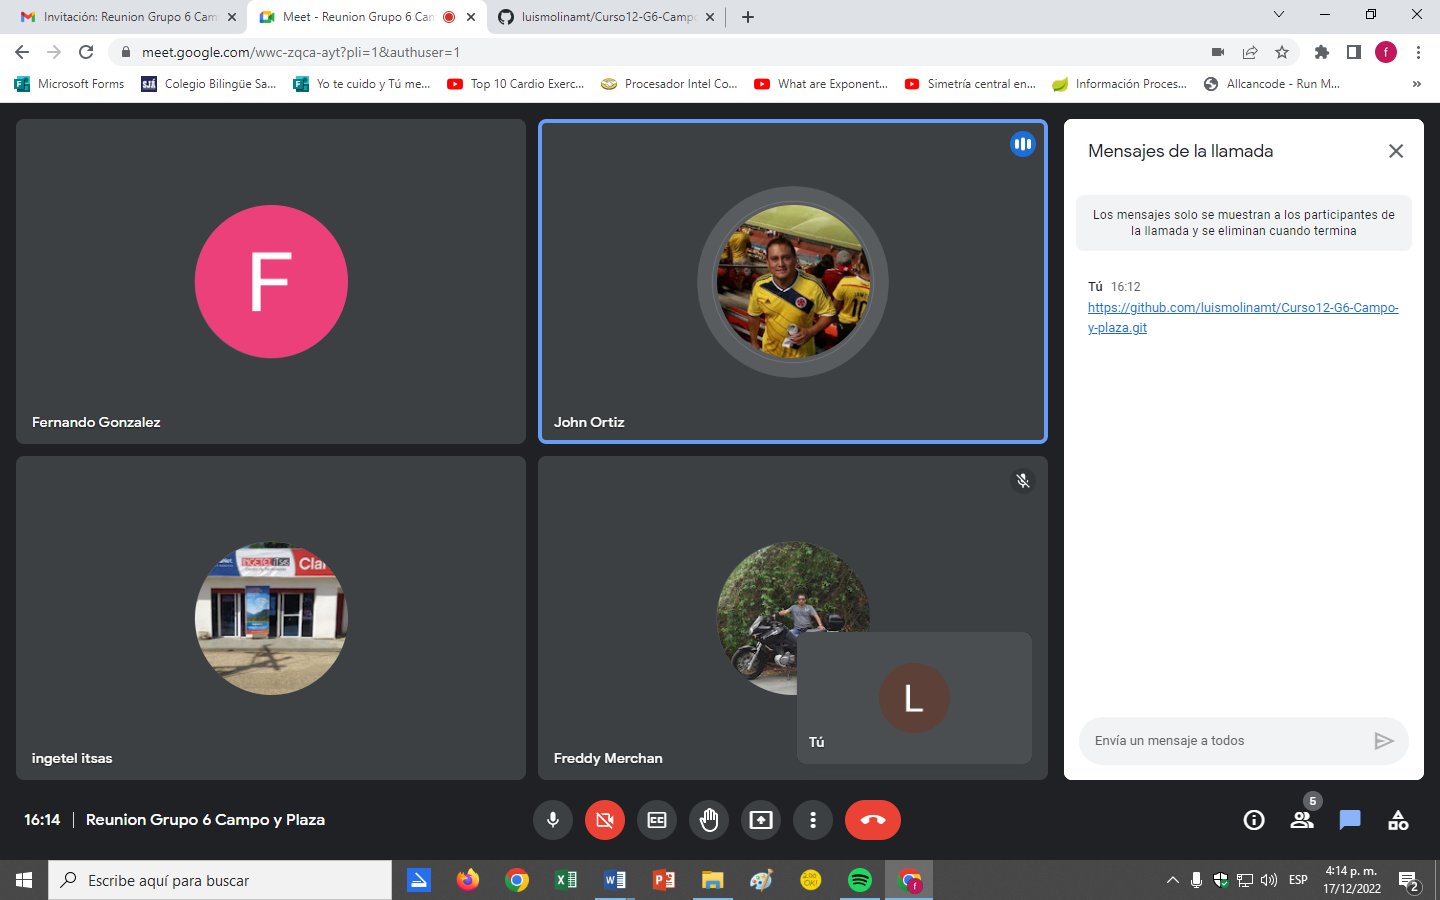 Invitación: Reunion Grupo 6 Cam
Meet - Reunion Grupo 6 Cam
luismolinamt/Curso12-G6-Campo
meet.google.com/wwc-zqca-ayt?pli=1&authuser=1
f
Microsoft Forms
Colegio Bilingüe Sa...
Yo te cuido y Tú me...
Top 10 Cardio Exerc...
Procesador Intel Co...
What are Exponent...
Simetría central en...
Información Proces...
Allcancode - Run M...
»
F
Fernando Gonzalez
John Ortiz
ingetel itsas
Freddy Merchan
L
Tú
Mensajes de la llamada
Los mensajes solo se muestran a los participantes de
la llamada y se eliminan cuando termina
Tú 16:12
https://github.com/luismolinamt/Curso12-G6-Campo-
y-plaza.git
Envía un mensaje a todos
16:14 | Reunion Grupo 6 Campo y Plaza
5
Escribe aquí para buscar
ESP
4:14 p. m.
17/12/2022
2